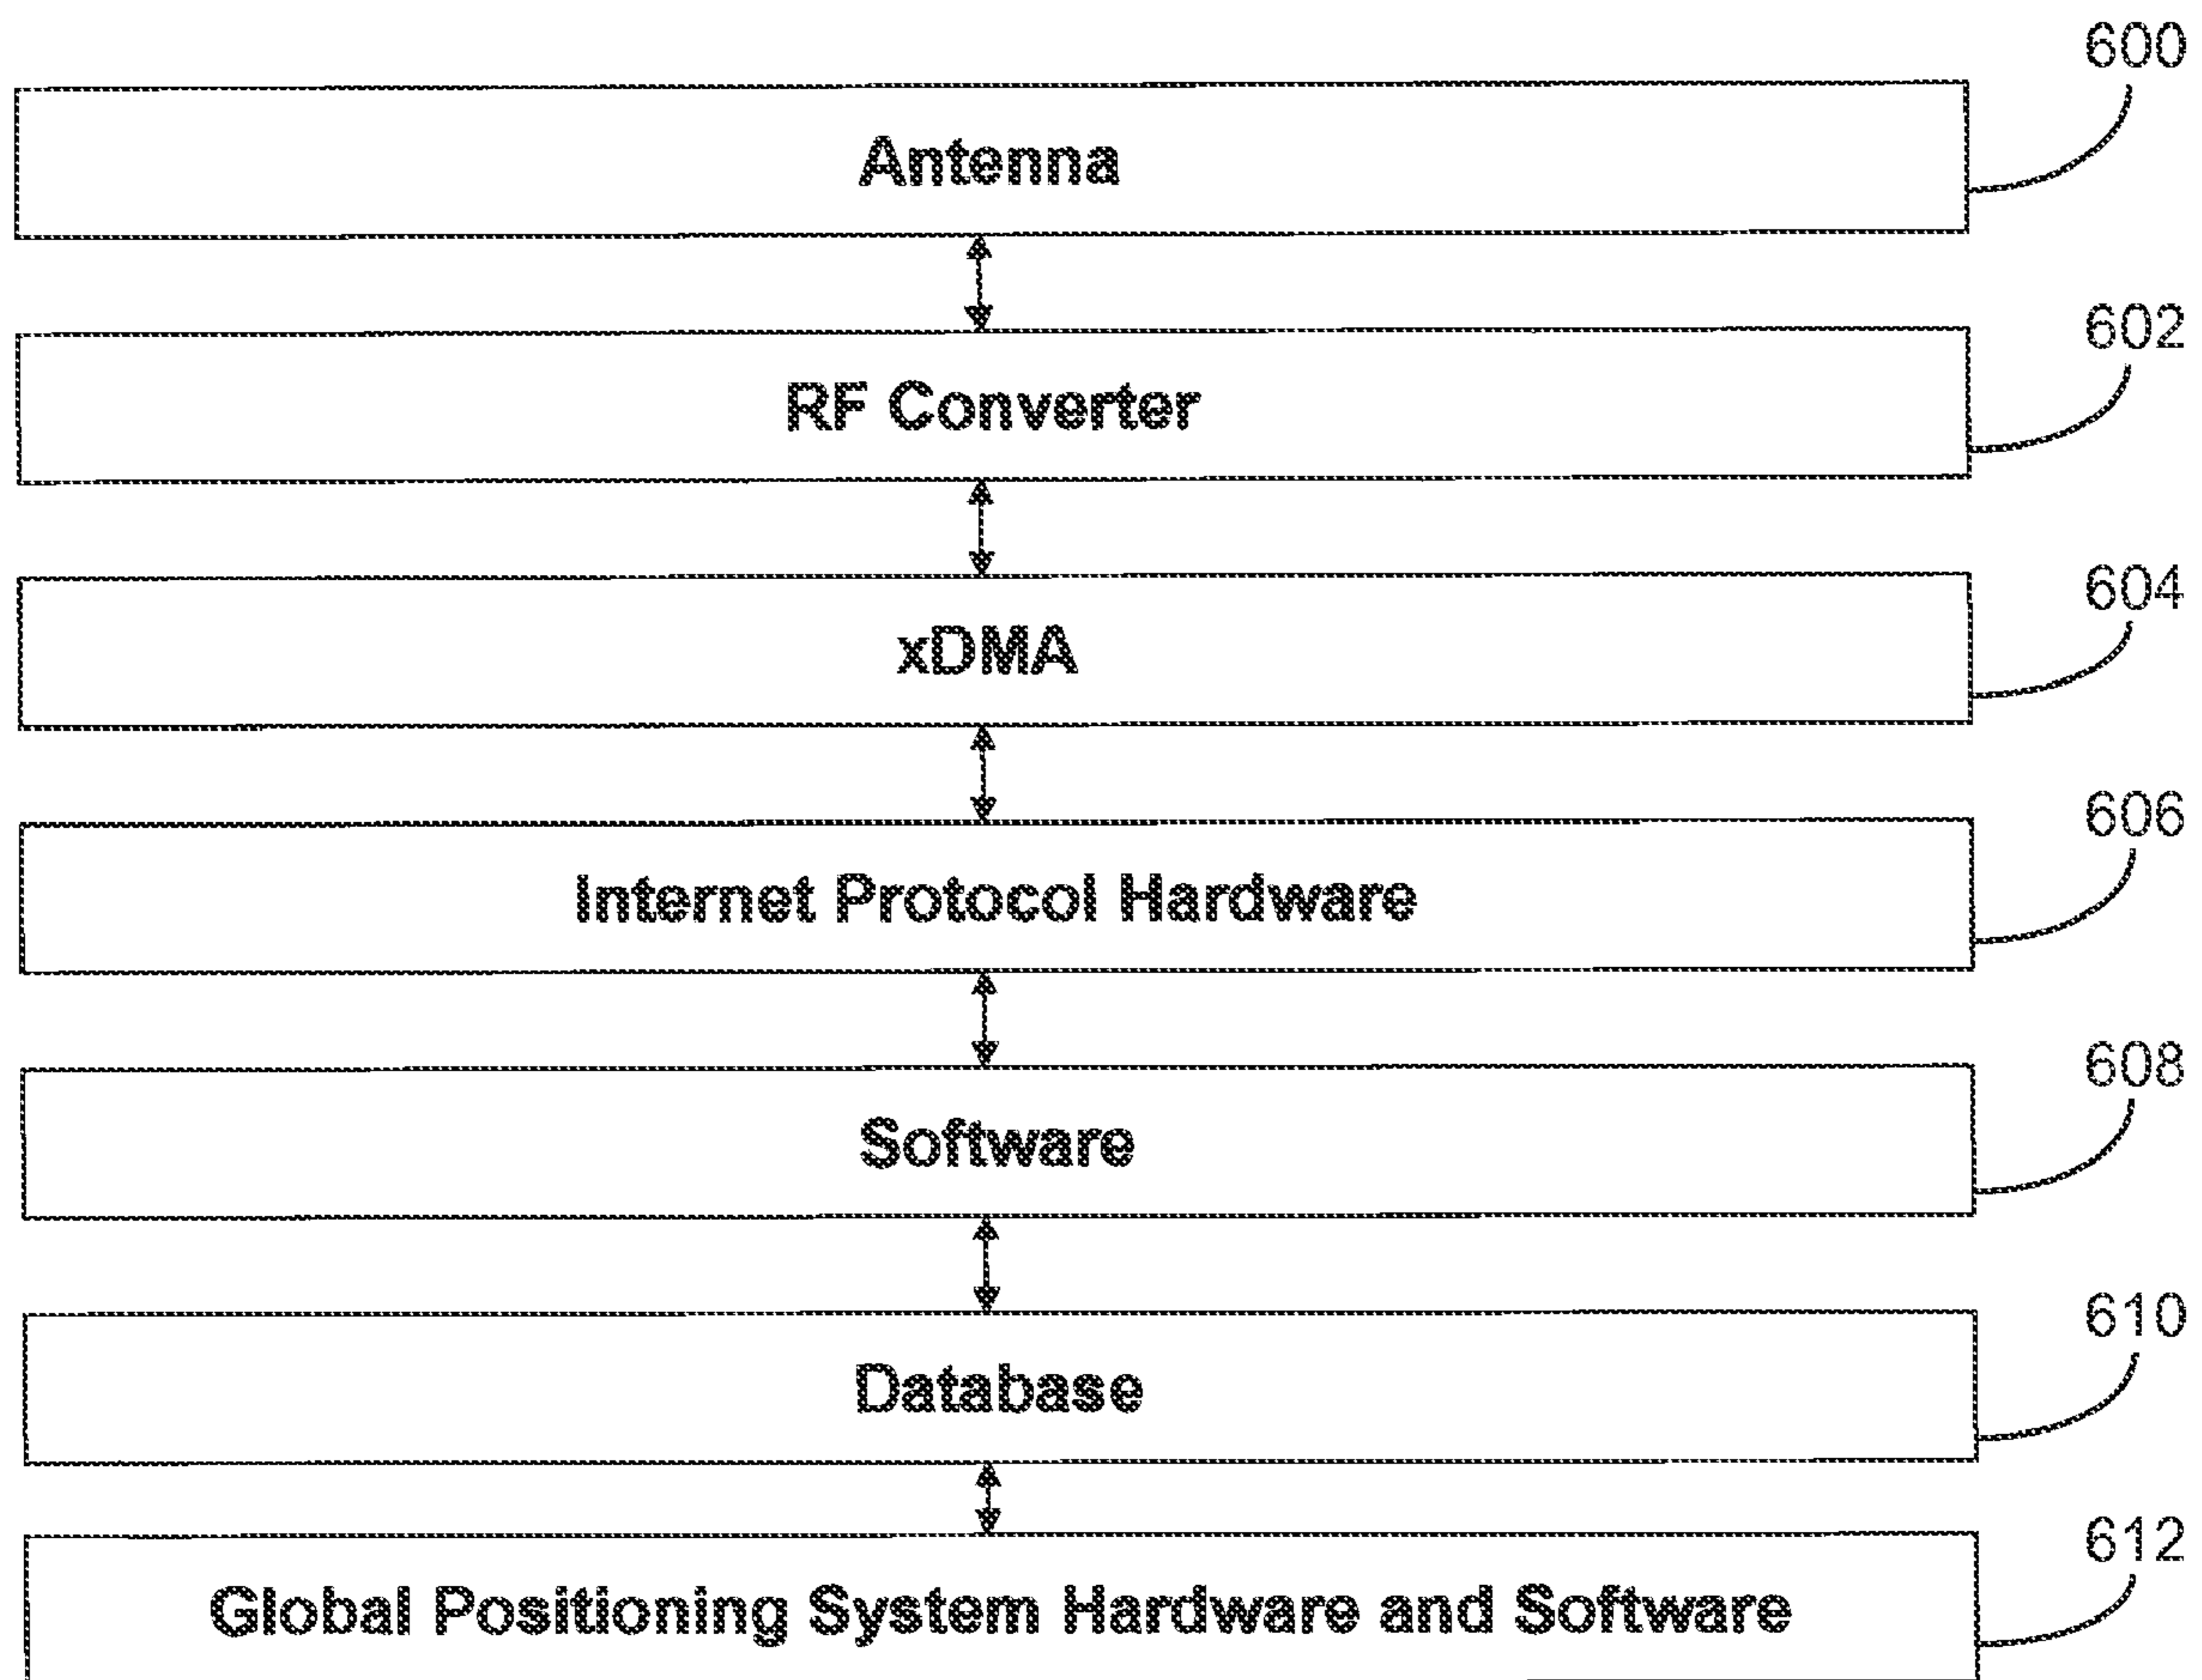 600
Antenna
602
RF Converter
604
xDMA
606
Internet Protocol Hardware
608
Software
610
Database
612
Global Positioning System Hardware and Software